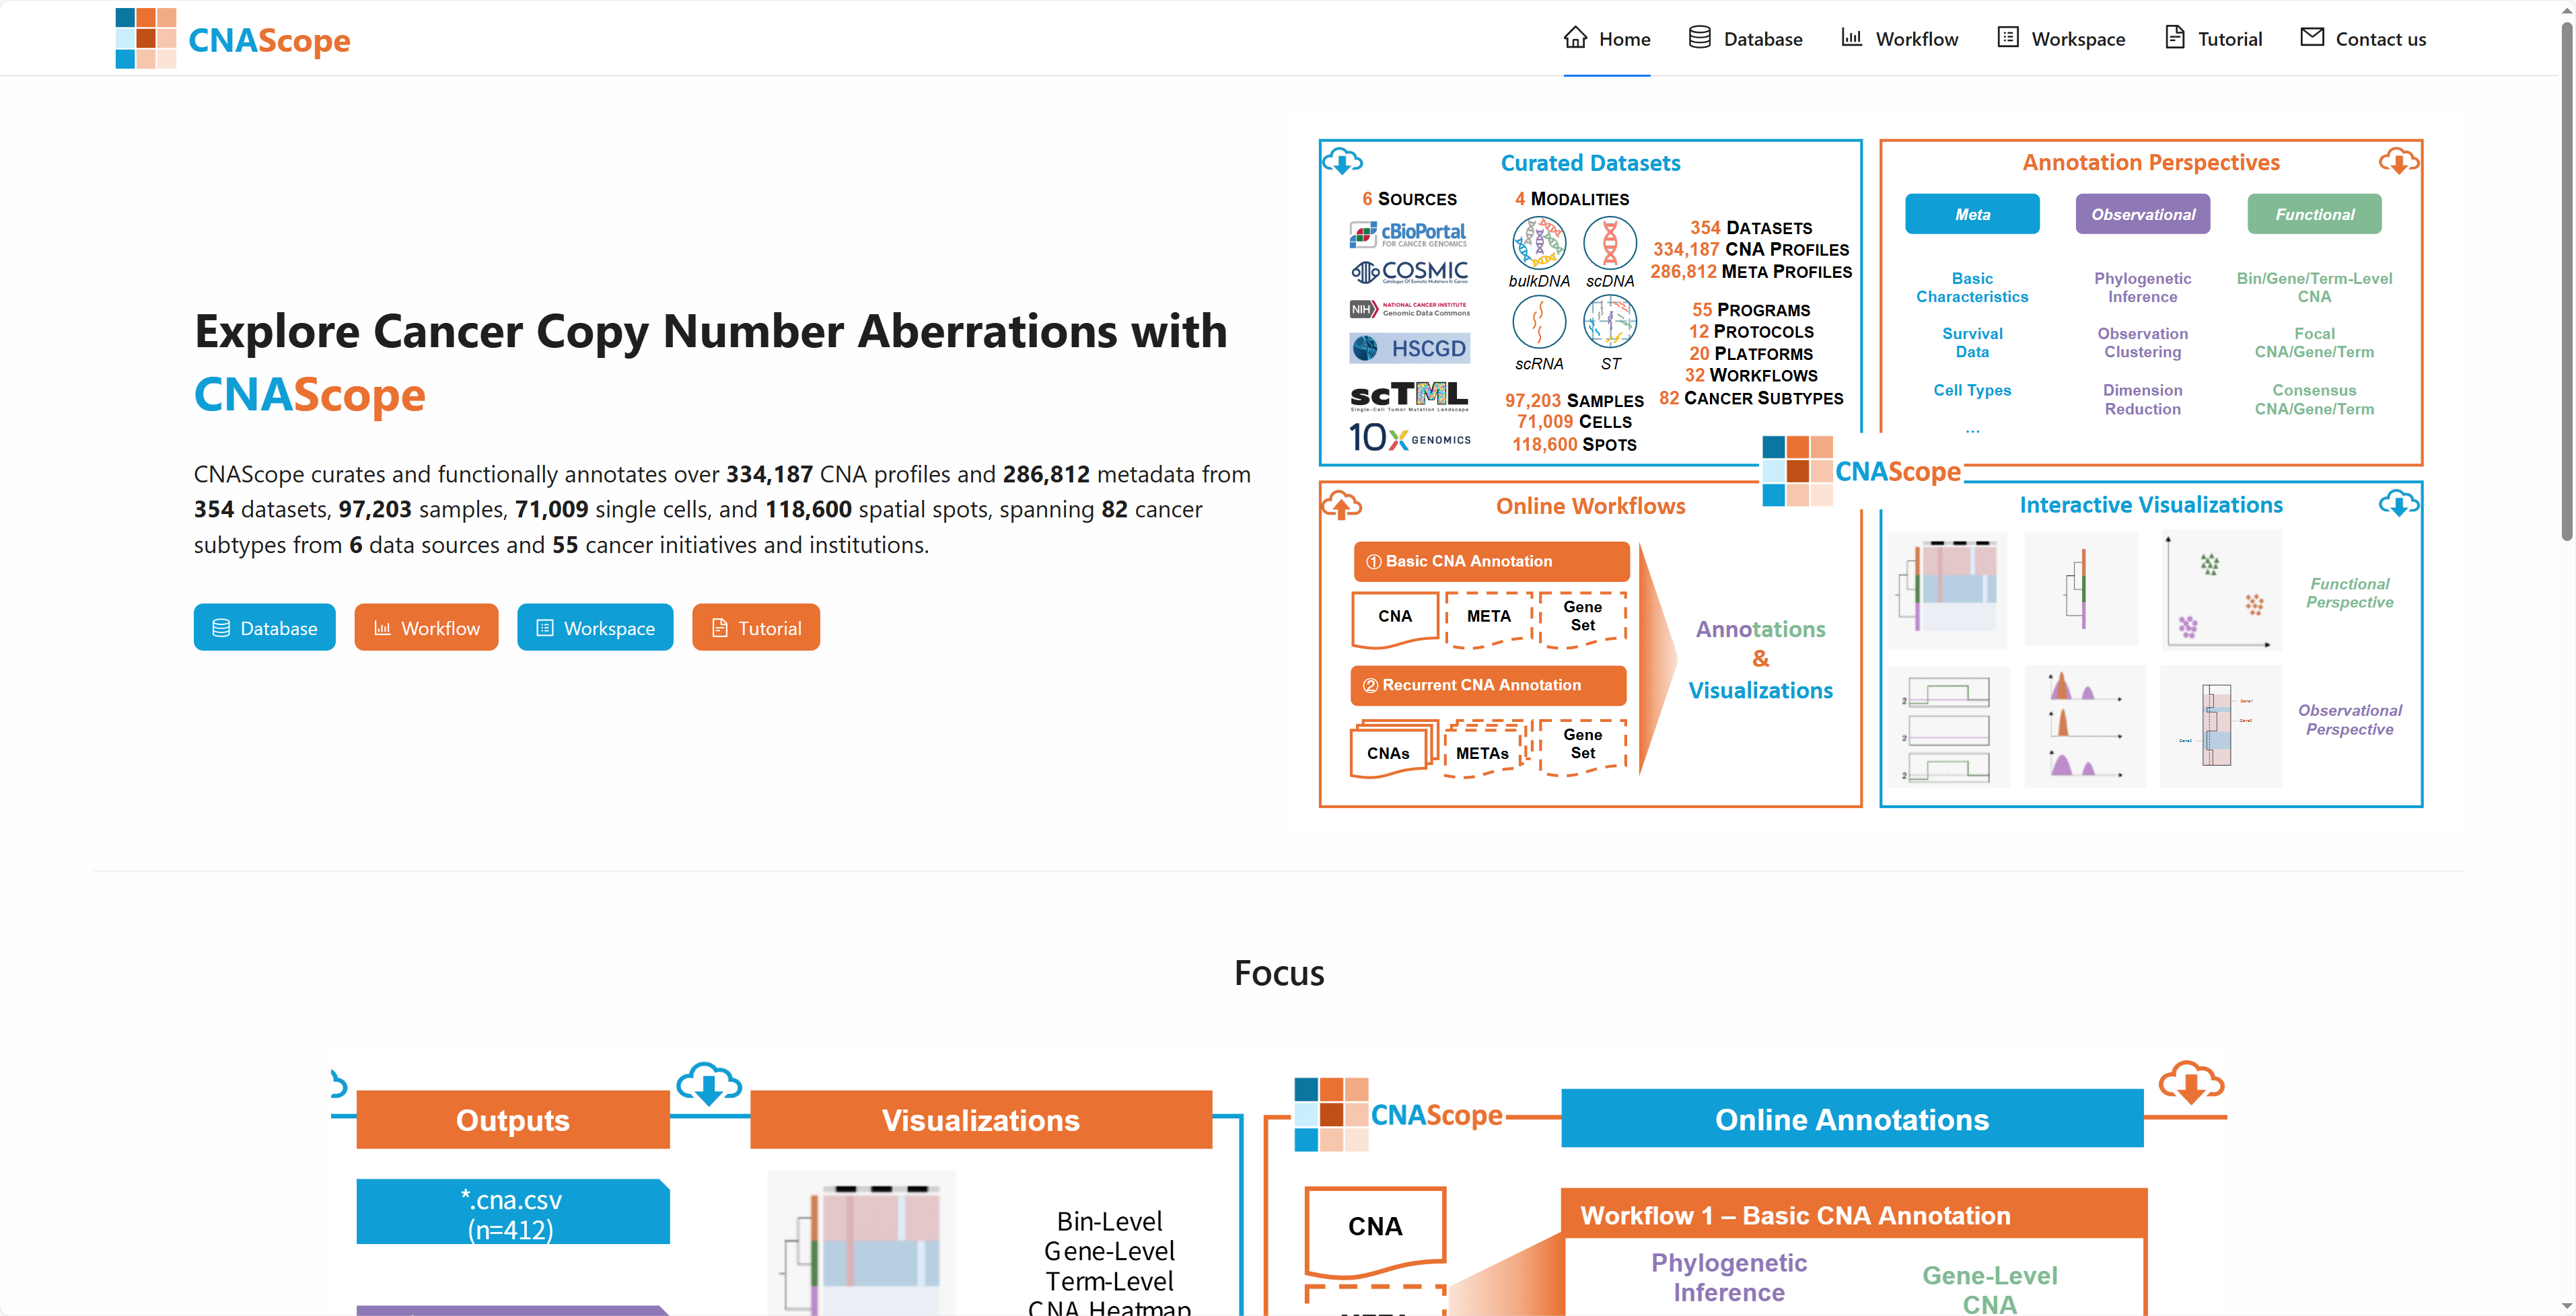 CNAScope
Home
Database
Workflow
Workspace
Tutorial
Contact us
Explore Cancer Copy Number Aberrations with
CNAScope
CNAScope curates and functionally annotates over 334,187 CNA profiles and 286,812 metadata from
354 datasets, 97,203 samples, 71,009 single cells, and 118,600 spatial spots, spanning 82 cancer
subtypes from 6 data sources and 55 cancer initiatives and institutions.
Database
Workflow
Workspace
Tutorial
Curated Datasets
6 SOURCES
cBioPortal
FOR CANCER GENOMICS
COSMIC
Catalogue Of Somatic Mutations In Cancer
NIH
NATIONAL CANCER INSTITUTE
Genomic Data Commons
HSCGD
scTML
Single-Cell Tumor Mutation Landscape
10X GENOMICS
4 MODALITIES
bulkDNA
scDNA
scRNA
ST
97,203 SAMPLES
71,009 CELLS
118,600 SPOTS
354 DATASETS
334,187 CNA PROFILES
286,812 META PROFILES
55 PROGRAMS
12 PROTOCOLS
20 PLATFORMS
32 WORKFLOWS
82 CANCER SUBTYPES
Annotation Perspectives
Meta
Observational
Functional
Basic
Characteristics
Survival
Data
Cell Types
...
Phylogenetic
Inference
Observation
Clustering
Dimension
Reduction
Bin/Gene/Term-Level
CNA
Focal
CNA/Gene/Term
Consensus
CNA/Gene/Term
CNAScope
Online Workflows
① Basic CNA Annotation
CNA
META
Gene
Set
② Recurrent CNA Annotation
CNAs
METAs
Gene
Set
Annotations
&
Visualizations
Interactive Visualizations
Functional
Perspective
2
2
2
Observational
Perspective
Focus
Outputs
*.cna.csv
(n=412)
Visualizations
Bin-Level
Gene-Level
Term-Level
CNA Heatmap
CNAScope
Online Annotations
CNA
META
Workflow 1 – Basic CNA Annotation
Phylogenetic
Inference
Gene-Level
CNA